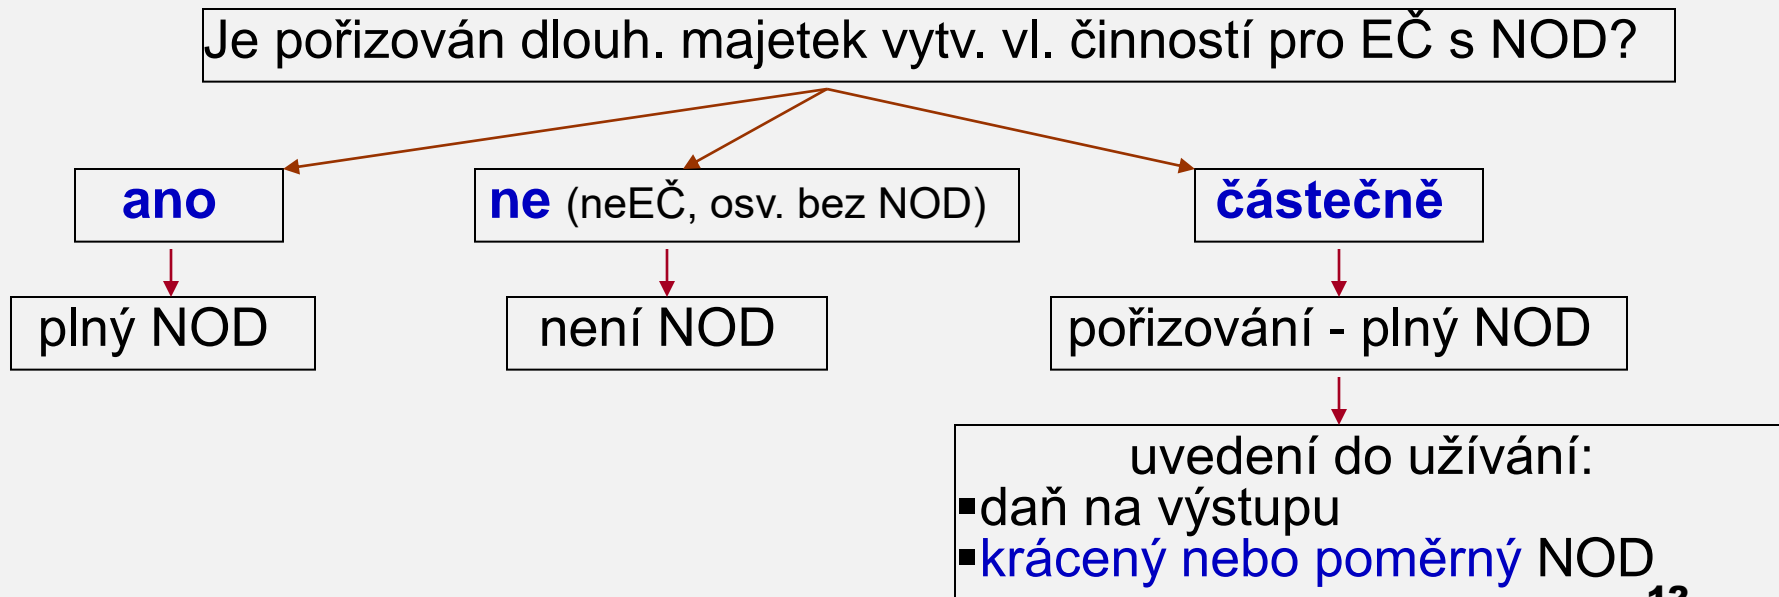 Je pořizován dlouh. majetek vytv. vl. činností pro EČ s NOD?
ano
ne (neEČ, osv. bez NOD)
částečně
plný NOD
není NOD
pořizování - plný NOD
uvedení do užívání:
▪daň na výstupu
▪krácený nebo poměrný NOD